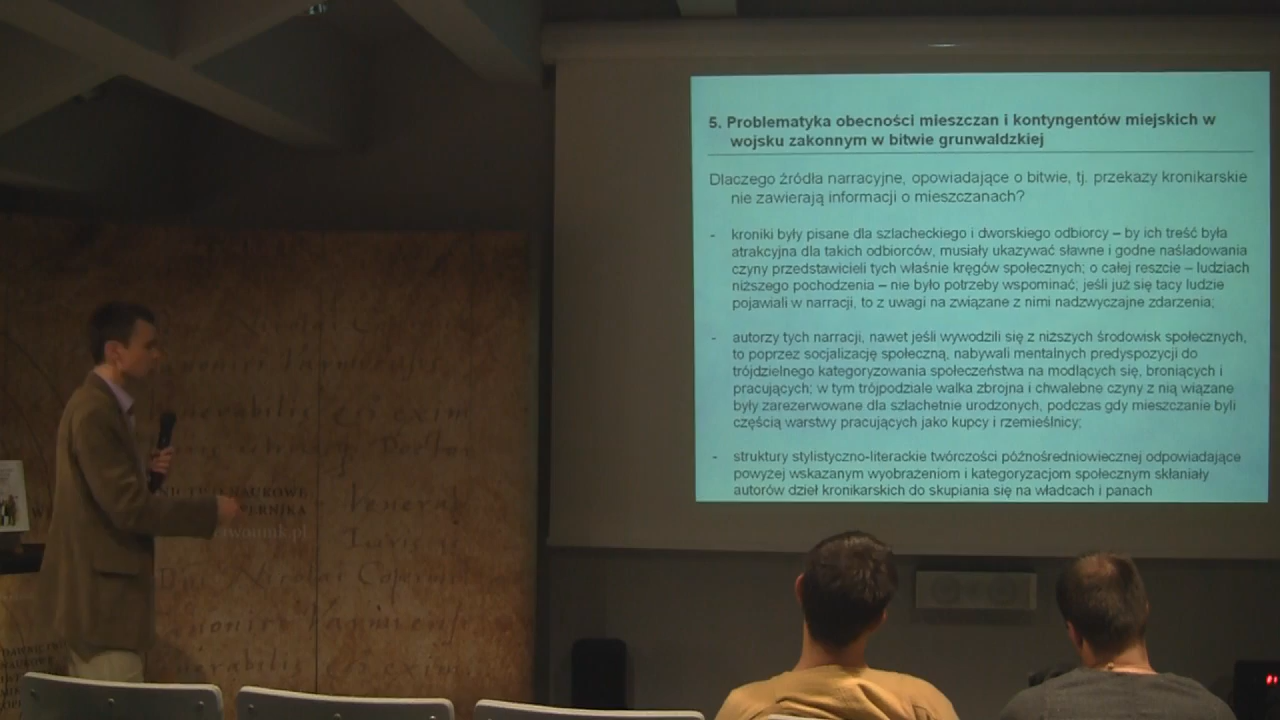 5. Problematyka obecności mieszczan i kontyngentów miejskich w
wojsku zakonnym w bitwie grunwaldzkiej
Dlaczego źródła narracyjne, opowiadające o bitwie, tj. przekazy kronikarskie
nie zawierają informacji o mieszczanach?
- kroniki były pisane dla szlacheckiego i dworskiego odbiorcy – by ich treść była
atrakcyjna dla takich odbiorców, musiały ukazywać sławne i godne naśladowania
czyny przedstawicieli tych właśnie kręgów społecznych; o całej reszcie – ludziach
niższego pochodzenia – nie było potrzeby wspominać; jeśli już się tacy ludzie
pojawiali w narracji, to z uwagi na związane z nimi nadzwyczajne zdarzenia;
- autorzy tych narracji, nawet jeśli wywodzili się z niższych środowisk społecznych,
to poprzez socjalizację społeczną, nabywali mentalnych predyspozycji do
trójdzielnego kategoryzowania społeczeństwa na modlących się, broniących i
pracujących; w tym trójpodziale walka zbrojna i chwalebne czyny z nią wiązane
były zarezerwowane dla szlachetnie urodzonych, podczas gdy mieszczanie byli
częścią warstwy pracujących jako kupcy i rzemieślnicy;
- struktury stylistyczno-literackie twórczości późnośredniowiecznej odpowiadające
powyżej wskazanym wyobrażeniom i kategoryzacjom społecznym skłaniały
autorów dzieł kronikarskich do skupiania się na władcach i panach
NAUKOWE
Venerab
Nicolai